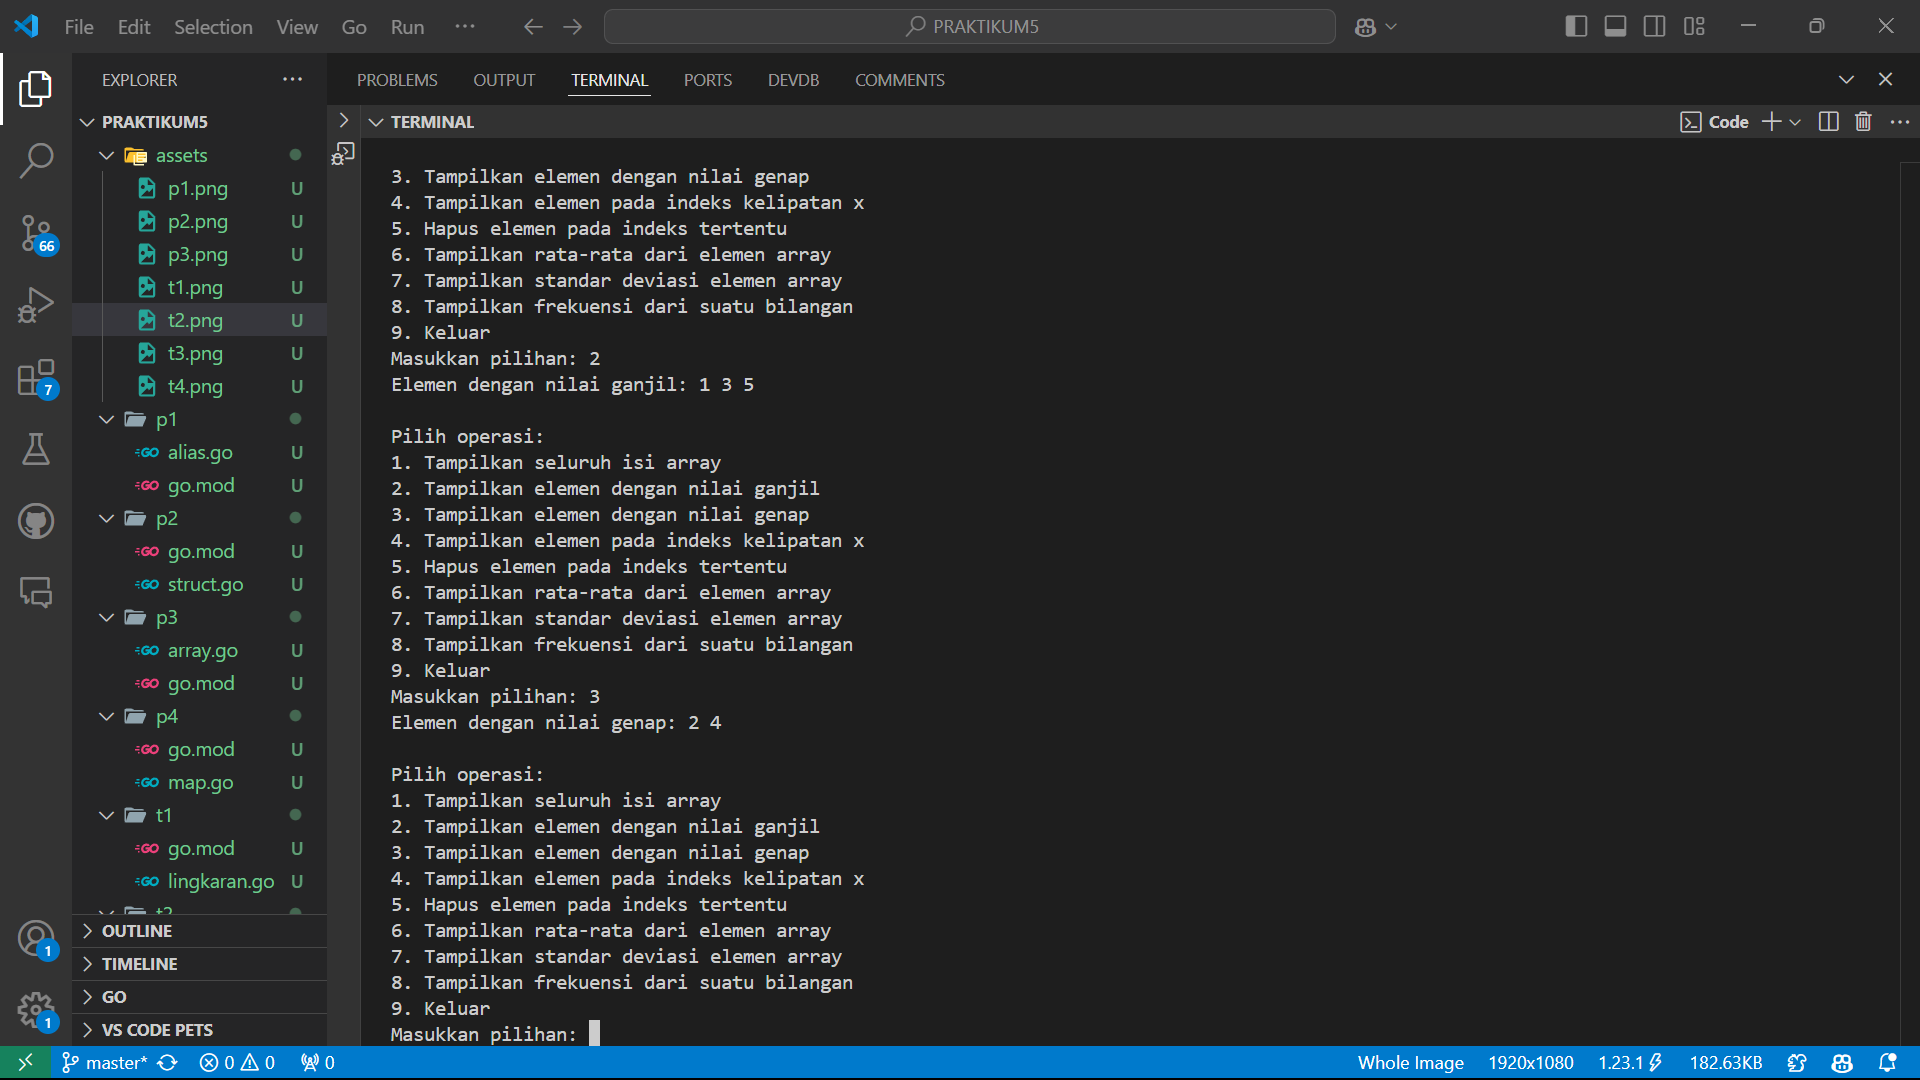 File Edit Selection View Go Run ··· PRAKTIKUM5
EXPLORER ···
PRAKTIKUM5
assets
p1.png U
p2.png U
p3.png U
t1.png U
t2.png U
t3.png U
t4.png U
p1
alias.go U
go.mod U
p2
go.mod U
struct.go U
p3
array.go U
go.mod U
p4
go.mod U
map.go U
t1
go.mod U
lingkaran.go U
t2
OUTLINE
TIMELINE
GO
VS CODE PETS
66
7
1
1
PROBLEMS OUTPUT TERMINAL PORTS DEVDB COMMENTS
TERMINAL Code
3. Tampilkan elemen dengan nilai genap
4. Tampilkan elemen pada indeks kelipatan x
5. Hapus elemen pada indeks tertentu
6. Tampilkan rata-rata dari elemen array
7. Tampilkan standar deviasi elemen array
8. Tampilkan frekuensi dari suatu bilangan
9. Keluar
Masukkan pilihan: 2
Elemen dengan nilai ganjil: 1 3 5
Pilih operasi:
1. Tampilkan seluruh isi array
2. Tampilkan elemen dengan nilai ganjil
3. Tampilkan elemen dengan nilai genap
4. Tampilkan elemen pada indeks kelipatan x
5. Hapus elemen pada indeks tertentu
6. Tampilkan rata-rata dari elemen array
7. Tampilkan standar deviasi elemen array
8. Tampilkan frekuensi dari suatu bilangan
9. Keluar
Masukkan pilihan: 3
Elemen dengan nilai genap: 2 4
Pilih operasi:
1. Tampilkan seluruh isi array
2. Tampilkan elemen dengan nilai ganjil
3. Tampilkan elemen dengan nilai genap
4. Tampilkan elemen pada indeks kelipatan x
5. Hapus elemen pada indeks tertentu
6. Tampilkan rata-rata dari elemen array
7. Tampilkan standar deviasi elemen array
8. Tampilkan frekuensi dari suatu bilangan
9. Keluar
Masukkan pilihan:
master* 0 0 0 Whole Image 1920x1080 1.23.1 182.63KB